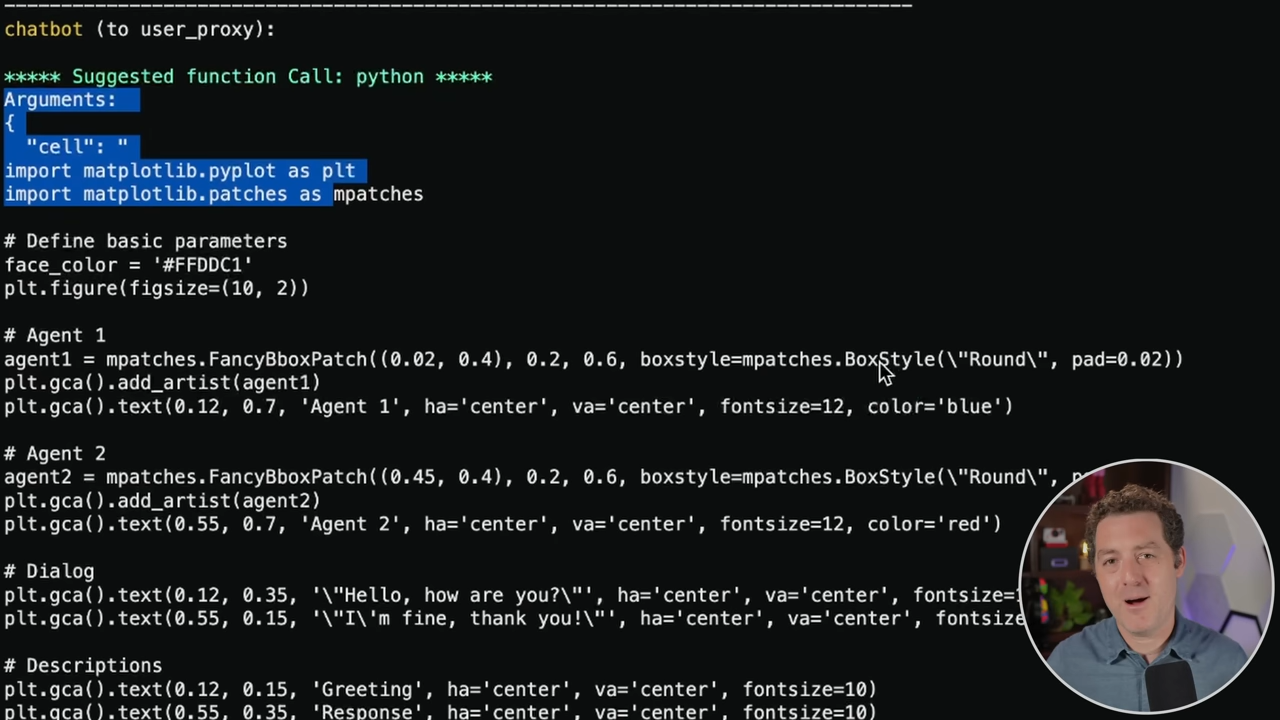 --------------------------------------------------------------------------------
chatbot (to user_proxy):
***** Suggested function Call: python *****
Arguments:
{
"cell": "
import matplotlib.pyplot as plt
import matplotlib.patches as mpatches
# Define basic parameters
face_color = '#FFDDC1'
plt.figure(figsize=(10, 2))
# Agent 1
agent1 = mpatches.FancyBboxPatch((0.02, 0.4), 0.2, 0.6, boxstyle=mpatches.BoxStyle(\"Round\", pad=0.02))
plt.gca().add_artist(agent1)
plt.gca().text(0.12, 0.7, 'Agent 1', ha='center', va='center', fontsize=12, color='blue')
# Agent 2
agent2 = mpatches.FancyBboxPatch((0.45, 0.4), 0.2, 0.6, boxstyle=mpatches.BoxStyle(\"Round\",
plt.gca().add_artist(agent2)
plt.gca().text(0.55, 0.7, 'Agent 2', ha='center', va='center', fontsize=12, color='red')
# Dialog
plt.gca().text(0.12, 0.35, '\"Hello, how are you?\"', ha='center', va='center',
plt.gca().text(0.55, 0.15, '\"I\'m fine, thank you!\"', ha='center', va='center', fontsize
# Descriptions
plt.gca().text(0.12, 0.15, 'Greeting', ha='center', va='center', fontsize=10)
plt.gca().text(0.55, 0.35, 'Response', ha='center', va='center', fontsize=10)